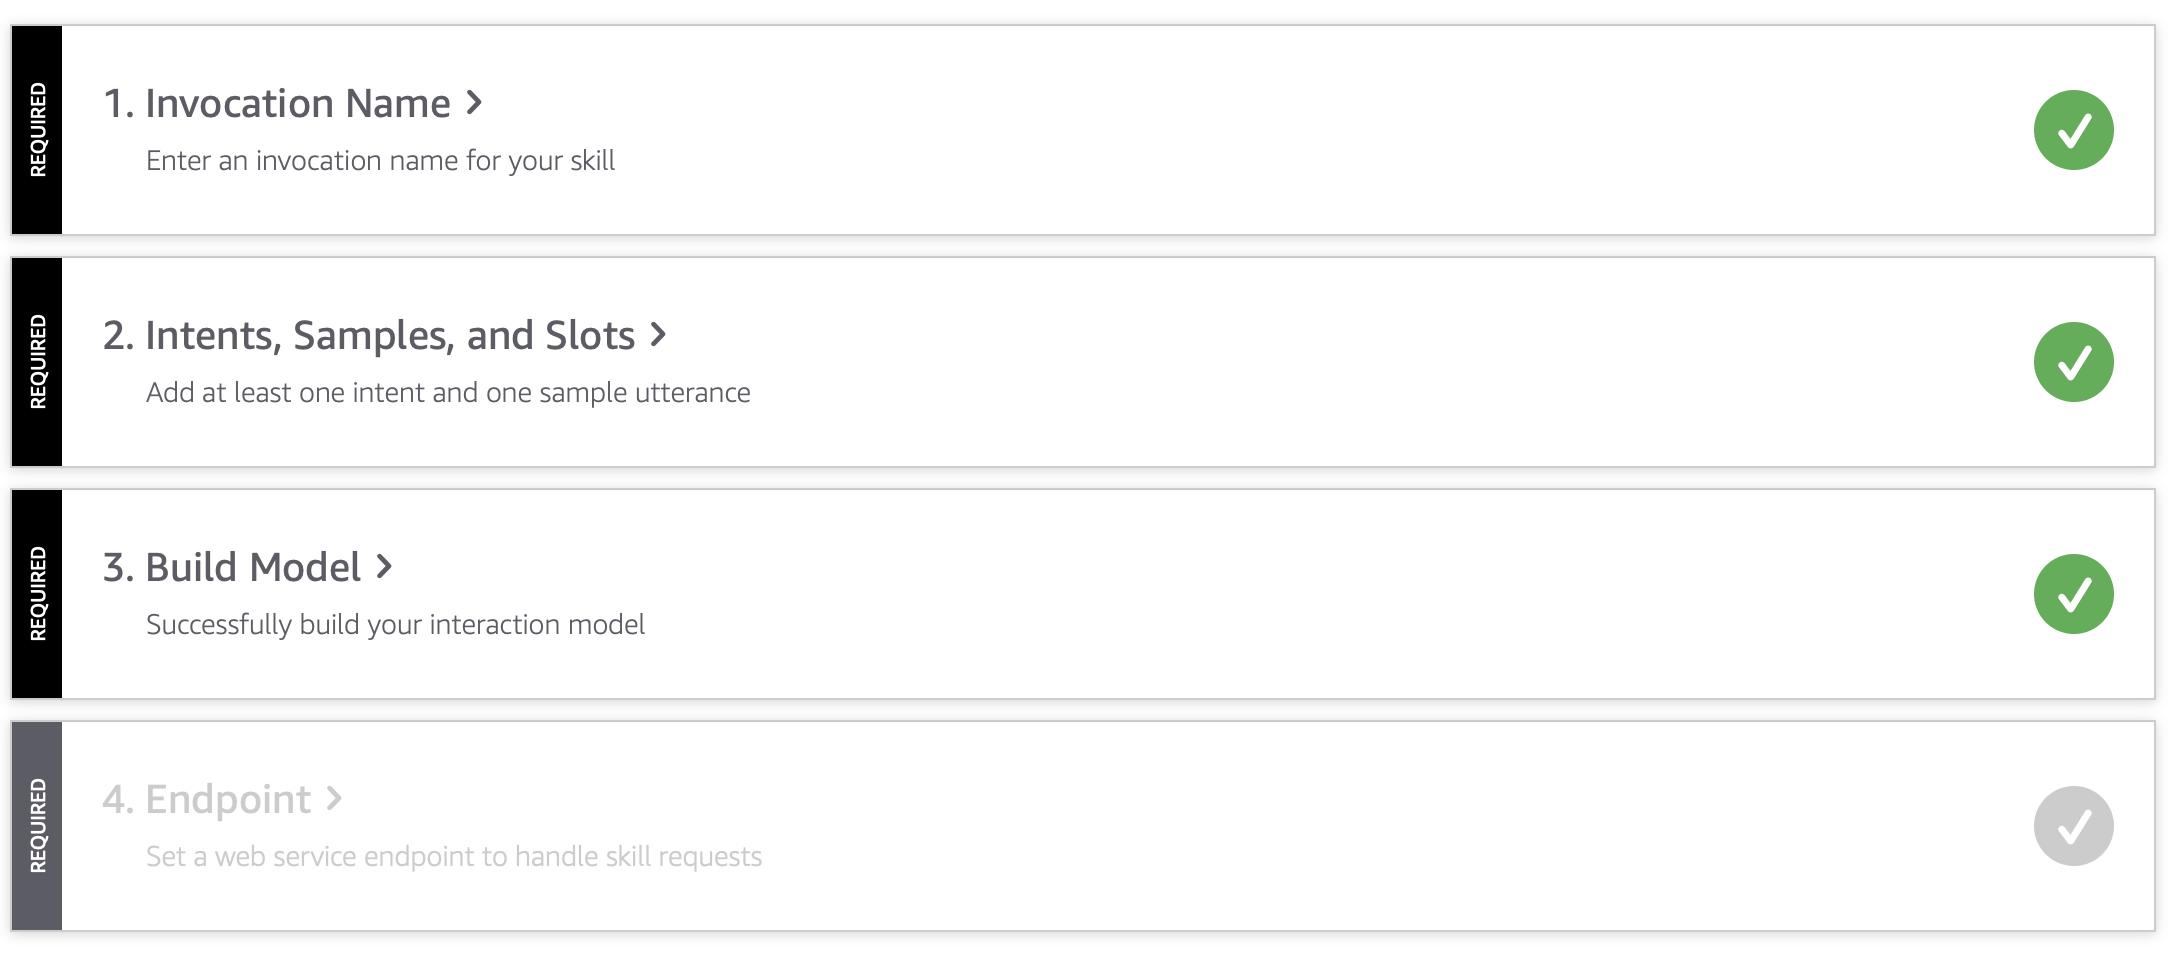 REQUIRED
1. Invocation Name
Enter an invocation name for your skill
REQUIRED
2. Intents, Samples, and Slots
Add at least one intent and one sample utterance
REQUIRED
3. Build Model
Successfully build your interaction model
REQUIRED
4. Endpoint
Set a web service endpoint to handle skill requests